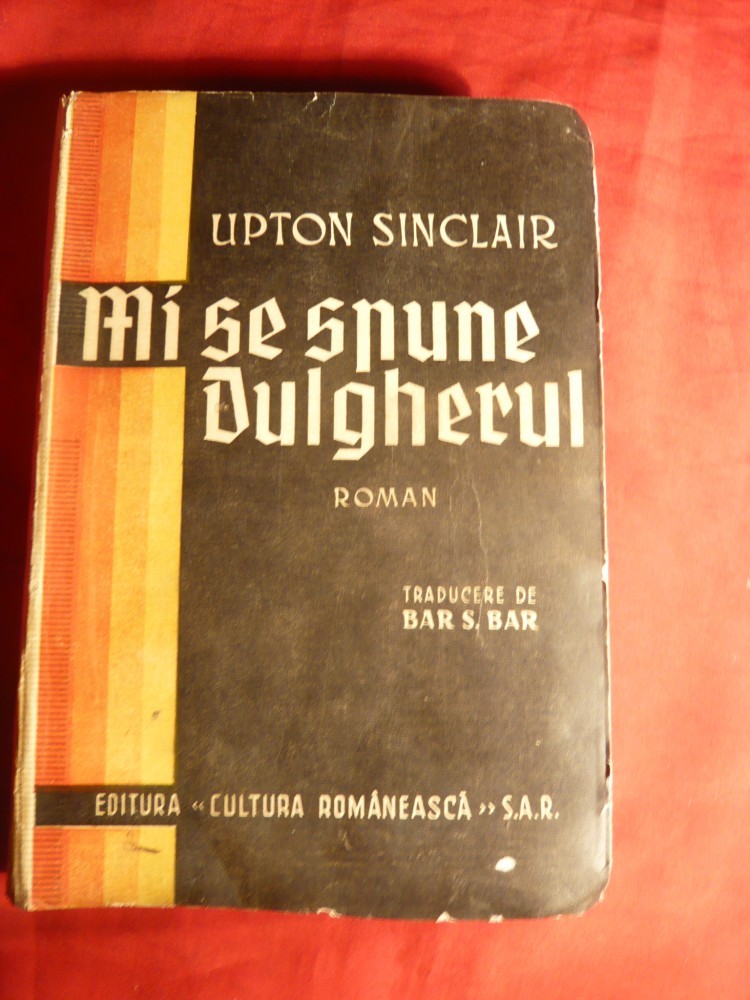 UPTON SINCLAIR
Mi se spune
Dulgherul
ROMAN
TRADUCERE DE
BAR S. BAR
EDITURA « CULTURA ROMÂNEASCĂ » S.A.R.